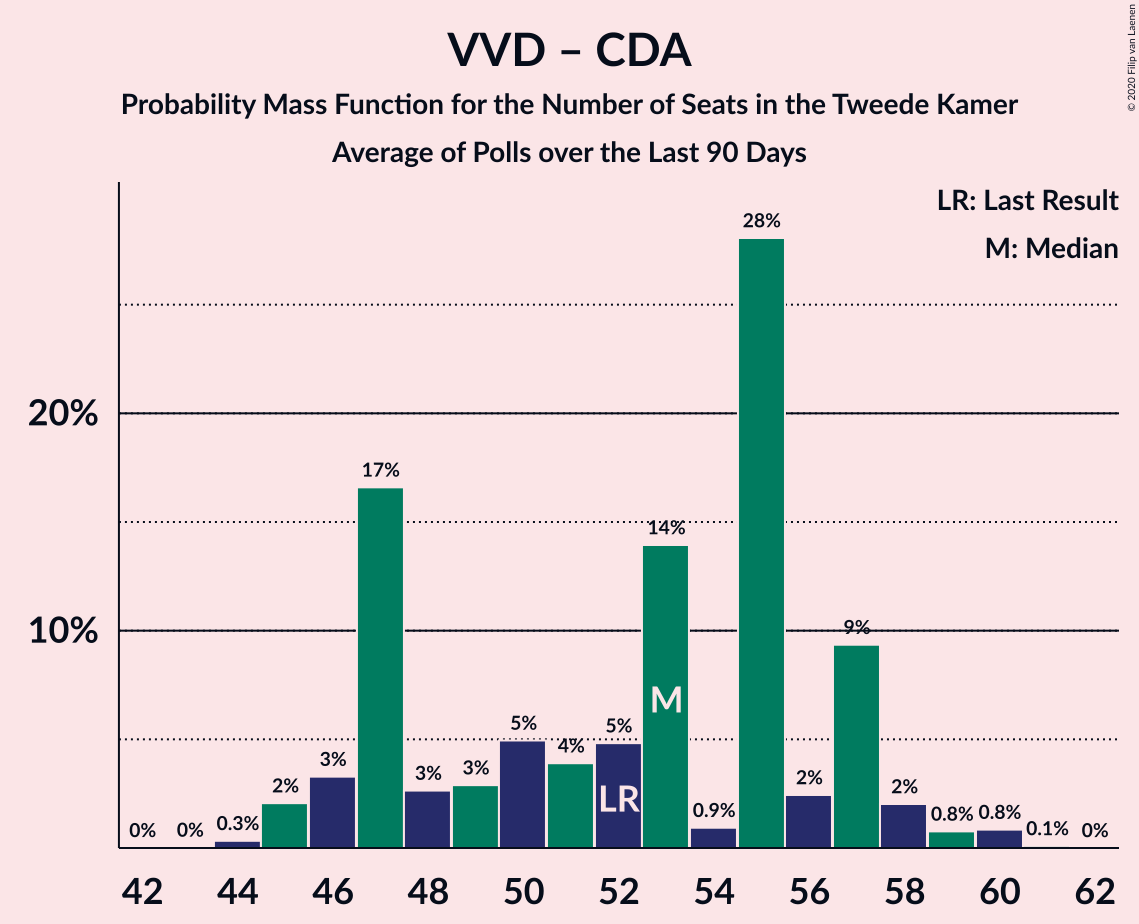 VVD – CDA
Probability Mass Function for the Number of Seats in the Tweede Kamer
Average of Polls over the Last 90 Days
© 2020 Filip van Laenen
LR: Last Result
M: Median
28%
20%
17%
14%
10%
9%
M
5%
5%
4%
3%
3%
3%
2%
2%
2%
LR
0.9%
0.8%
0.8%
0.3%
0.1%
0%
0%
0%
42 44 46 48 50 52 54 56 58 60 62